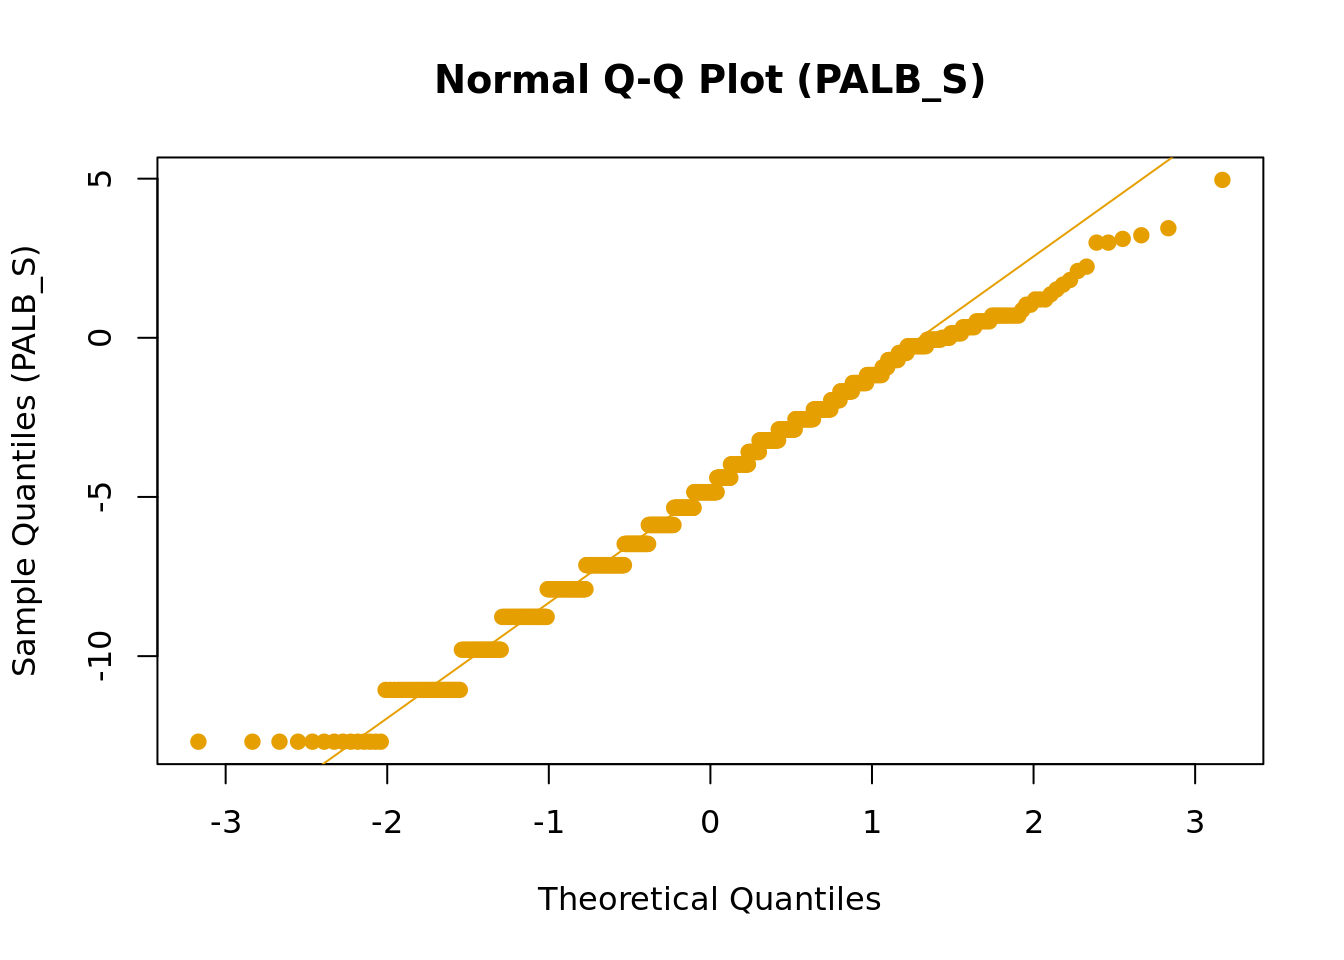 Normal Q-Q Plot (PALB_S)
Sample Quantiles (PALB_S)
5
0
-5
-10
-3 -2 -1 0 1 2 3
Theoretical Quantiles